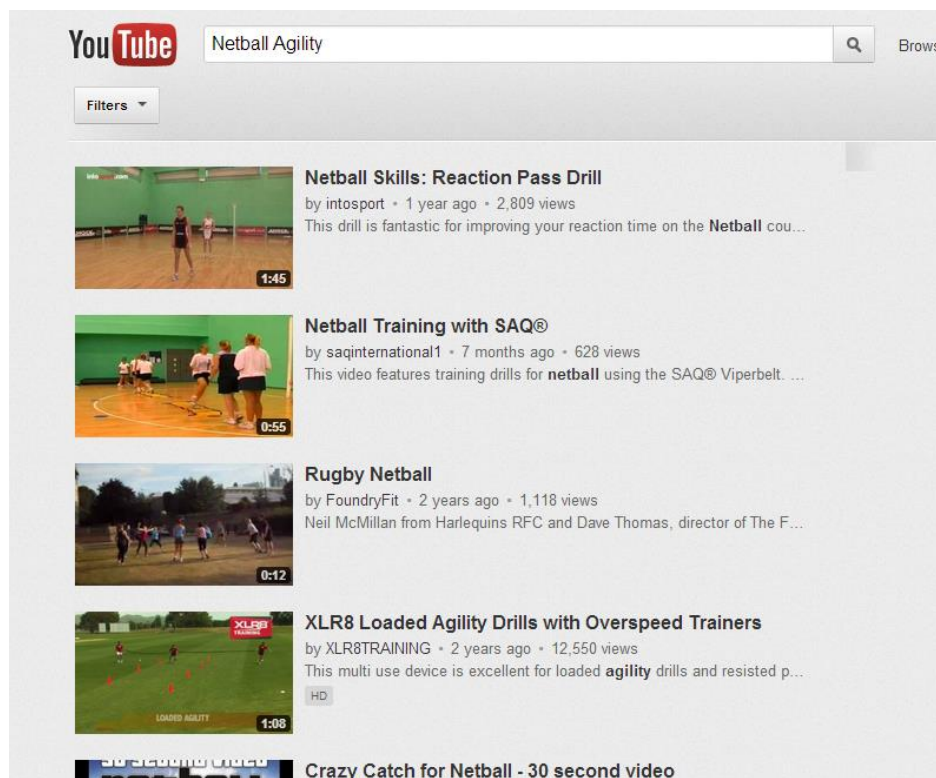 YouTube
Netball Agility
Brows
Filters
Netball Skills: Reaction Pass Drill
by intosport • 1 year ago • 2,809 views
This drill is fantastic for improving your reaction time on the Netball cou...
1:45
Netball Training with SAQ®
by saqinternational1 • 7 months ago • 628 views
This video features training drills for netball using the SAQ® Viperbelt. ...
0:55
Rugby Netball
by FoundryFit • 2 years ago • 1,118 views
Neil McMillan from Harlequins RFC and Dave Thomas, director of The F...
0:12
XLR8 Loaded Agility Drills with Overspeed Trainers
by XLR8TRAINING • 2 years ago • 12,550 views
This multi use device is excellent for loaded agility drills and resisted p...
HD
XLR8
TRAINING
LOADED AGILITY
1:08
30 SECOND VIDEO
Crazy Catch for Netball - 30 second video